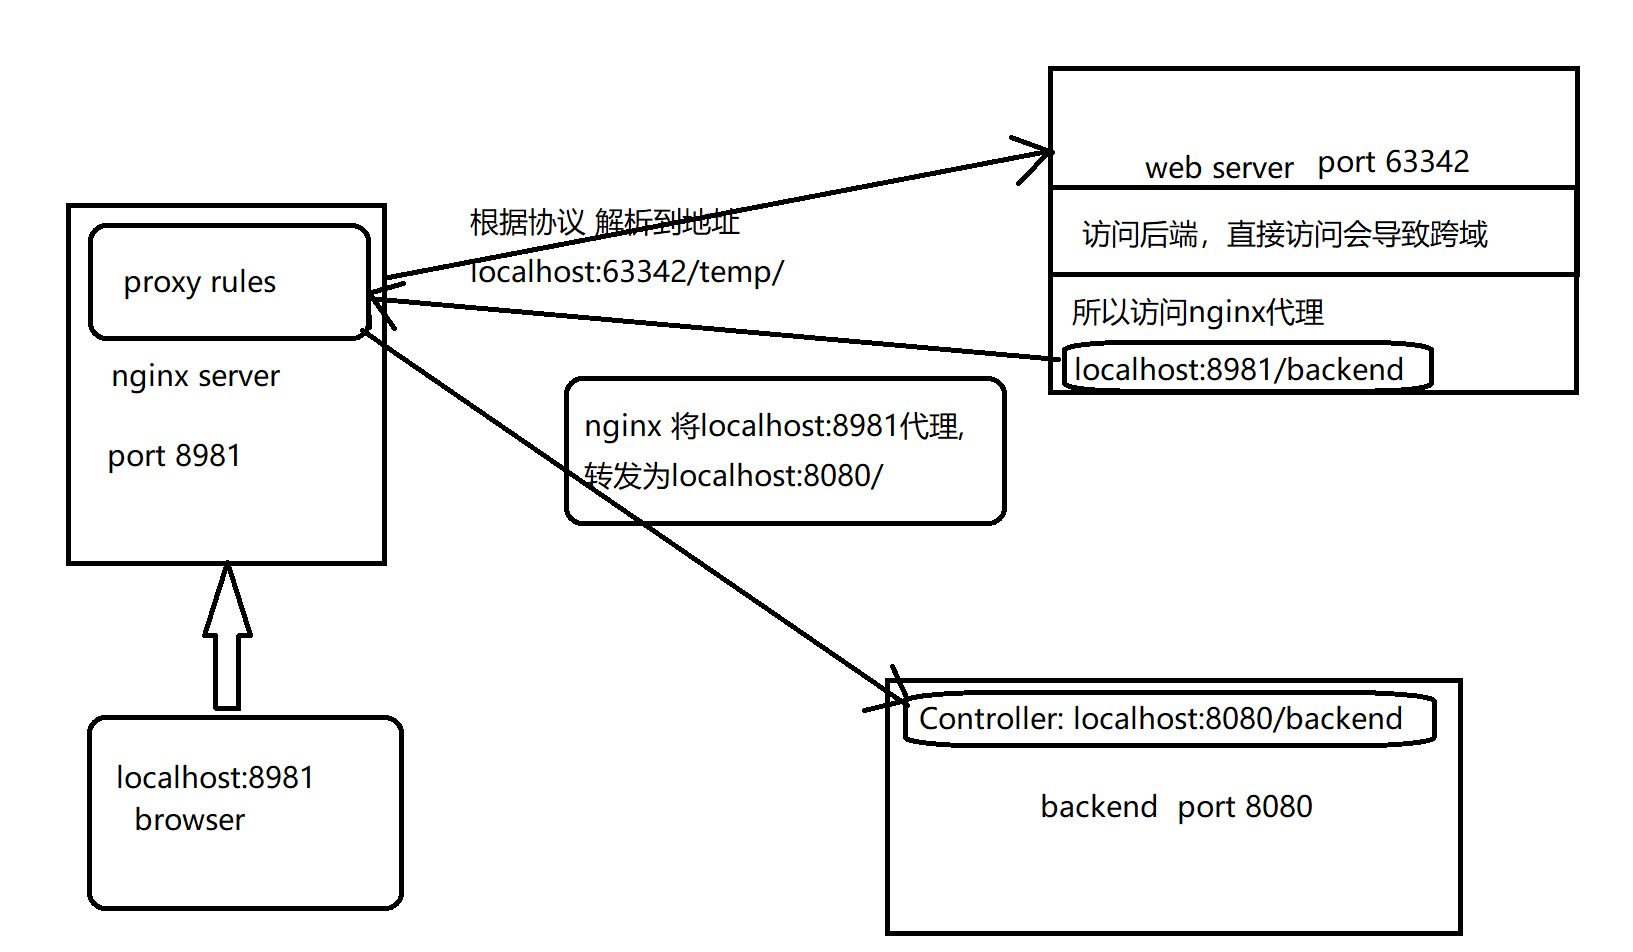 web server port 63342
访问后端，直接访问会导致跨域
所以访问nginx代理
localhost:8981/backend
根据协议 解析到地址
localhost:63342/temp/
proxy rules
nginx server
port 8981
nginx 将localhost:8981代理,
转发为localhost:8080/
localhost:8981
browser
Controller: localhost:8080/backend
backend port 8080